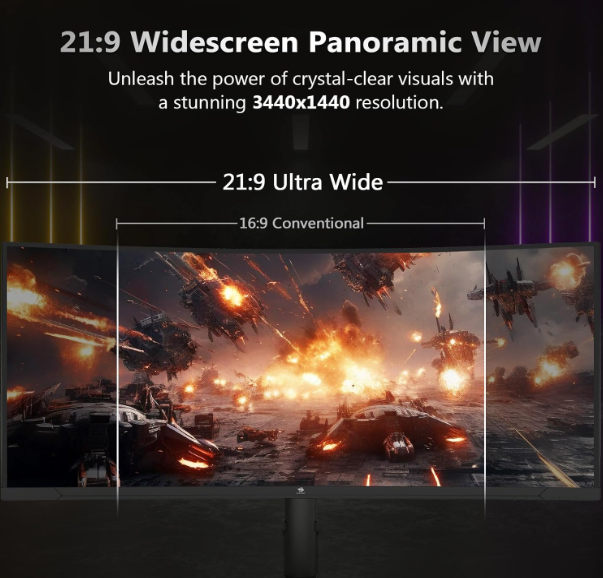 21:9 Widescreen Panoramic View
Unleash the power of crystal-clear visuals with
a stunning 3440x1440 resolution.
21:9 Ultra Wide
16:9 Conventional